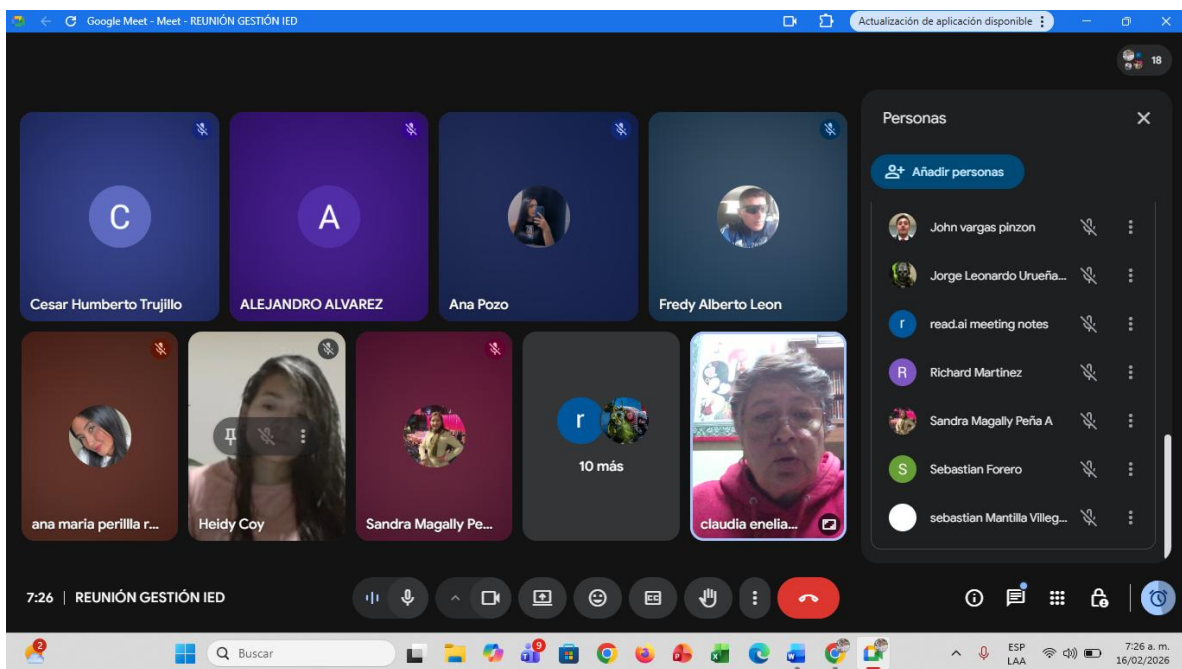 Google Meet - Meet - REUNIÓN GESTIÓN IED
Actualización de aplicación disponible
18
Personas
Añadir personas
C
Cesar Humberto Trujillo
A
ALEJANDRO ALVAREZ
Ana Pozo
Fredy Alberto Leon
ana maria perillla r...
Heidy Coy
Sandra Magally Pe...
r
10 más
claudia enelia...
John vargas pinzon
Jorge Leonardo Urueña...
r
read.ai meeting notes
R
Richard Martinez
Sandra Magally Peña A
S
Sebastian Forero
sebastian Mantilla Villeg...
7:26 | REUNIÓN GESTIÓN IED
2
Buscar
9
ESP
LAA
7:26 a. m.
16/02/2026